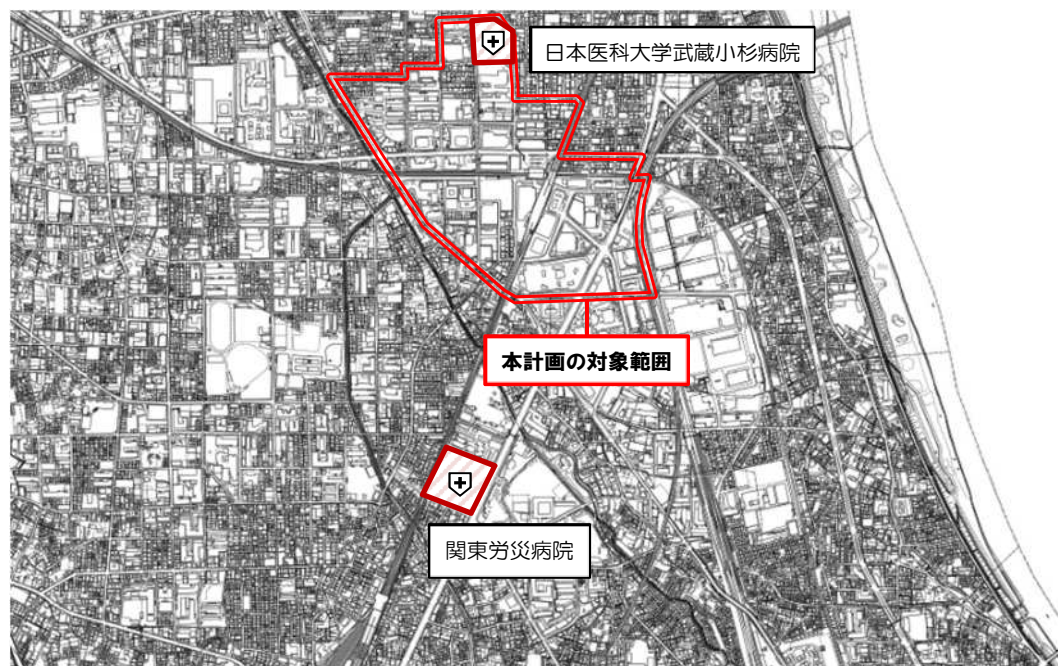 日本医科大学武蔵小杉病院
本計画の対象範囲
関東労災病院